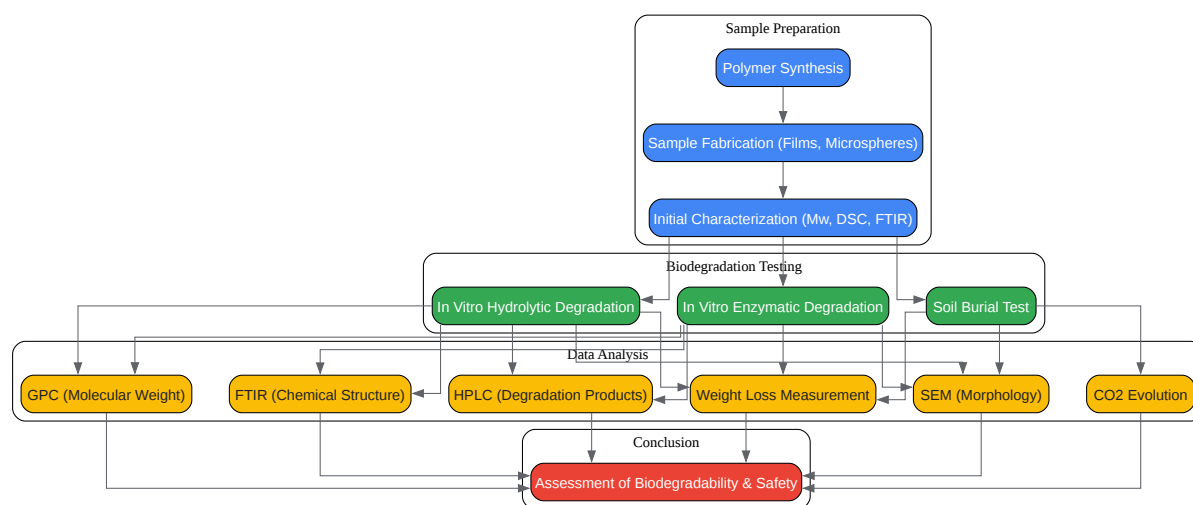 Sample Preparation
Polymer Synthesis
Sample Fabrication (Films, Microspheres)
Initial Characterization (Mw, DSC, FTIR)
Biodegradation Testing
In Vitro Hydrolytic Degradation
In Vitro Enzymatic Degradation
Soil Burial Test
Data Analysis
GPC (Molecular Weight)
FTIR (Chemical Structure)
HPLC (Degradation Products)
Weight Loss Measurement
SEM (Morphology)
CO2 Evolution
Conclusion
Assessment of Biodegradability & Safety